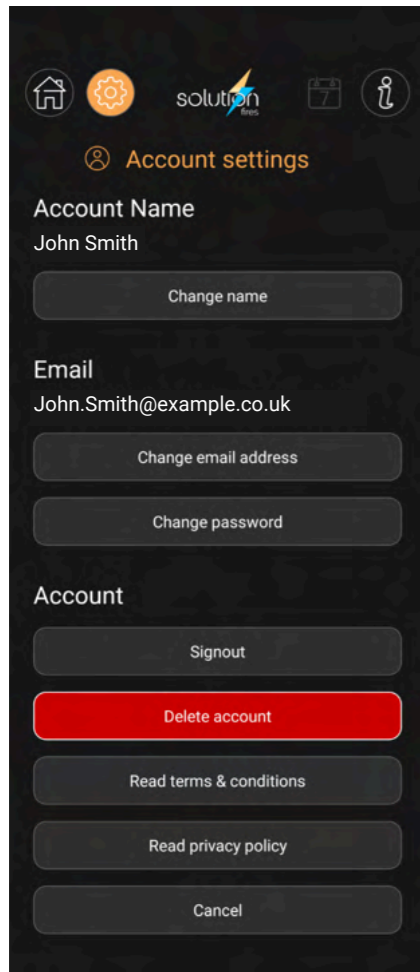 solution
fires
7
i
Account settings
Account Name
John Smith
Change name
Email
John.Smith@example.co.uk
Change email address
Change password
Account
Signout
Delete account
Read terms & conditions
Read privacy policy
Cancel